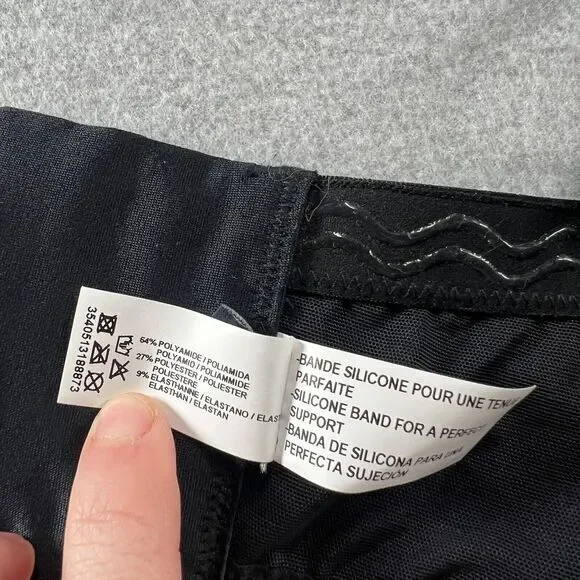 3540513188873
64% POLYAMIDE / POLIAMIDA
POLYAMID / POLIAMMIDE
27% POLYESTER / POLIESTER
POLIESTERE
9% ELASTHANNE / ELASTANO / ELAS
ELASTHAN / ELASTAN
-BANDE SILICONE POUR UNE TENUE
PARFAITE
-SILICONE BAND FOR A PERFECT
SUPPORT
-BANDA DE SILICONA PARA UNA
PERFECTA SUJECIÓN